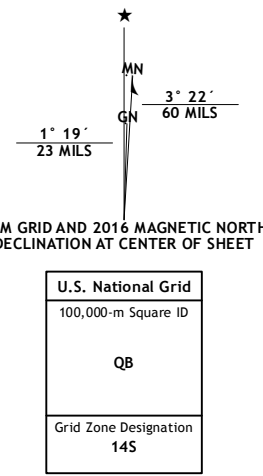 ★
MN
3° 22´
60 MILS
GN
1° 19´
23 MILS
M GRID AND 2016 MAGNETIC NORTH
DECLINATION AT CENTER OF SHEET
U.S. National Grid
100,000-m Square ID
QB
Grid Zone Designation
14S